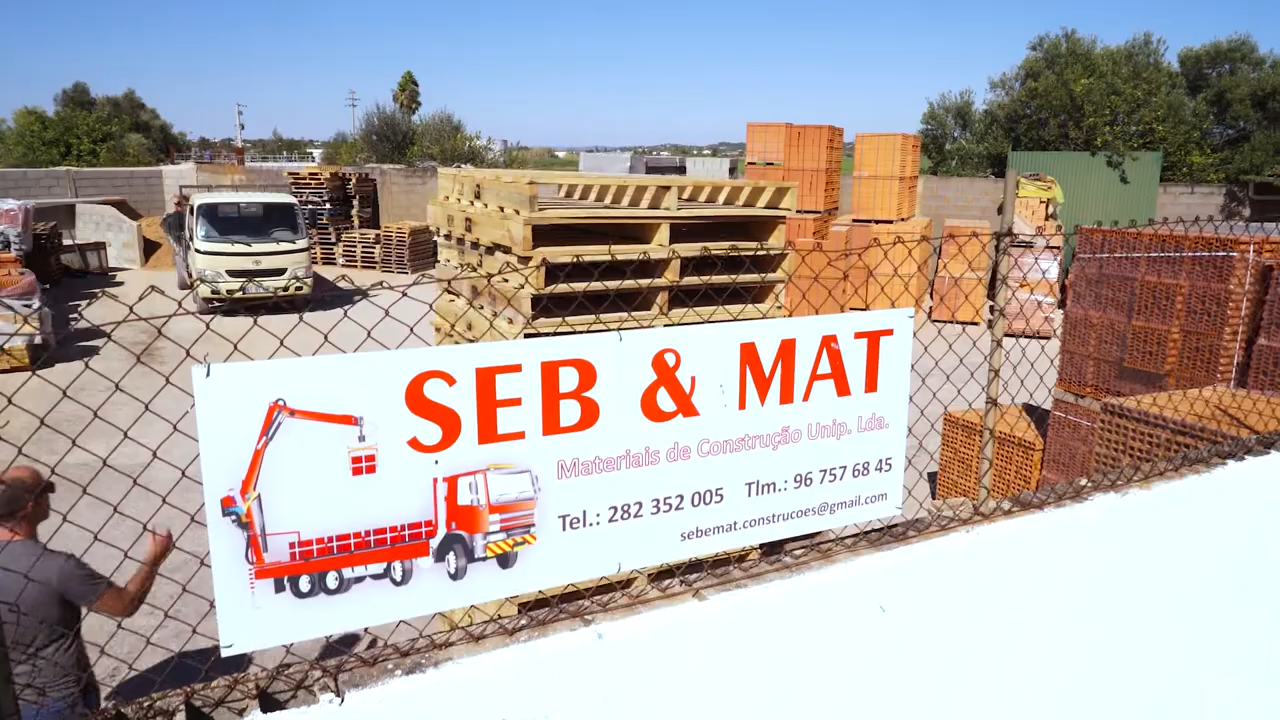 SEB & MAT
Materiais de Construção Unip. Lda.
Tel.: 282 352 005 Tlm.: 96 757 68 45
sebemat.construcoes@gmail.com